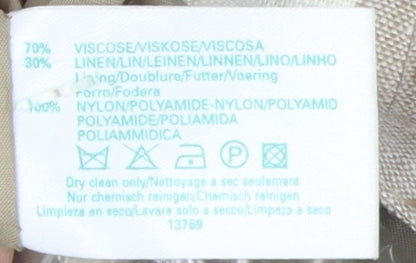 70% VISCOSE/VISKOSE/VISCOSA
30% LINEN/LIN/LEINEN/LINNEN/LINO/LINHO
Lining/Doublure/Futter/Voering
Forro/Fodera
100% NYLON/POLYAMIDE-NYLON/POLYAMID
POLYAMIDE/POLIAMIDA
POLIAMMIDICA
P
Dry clean only/Nettoyage a sec seulement
Nur chemisch reinigen/Chemisch reinigen
Limpieza en seco/Lavare solo a secco/Limpeza a seco
13768